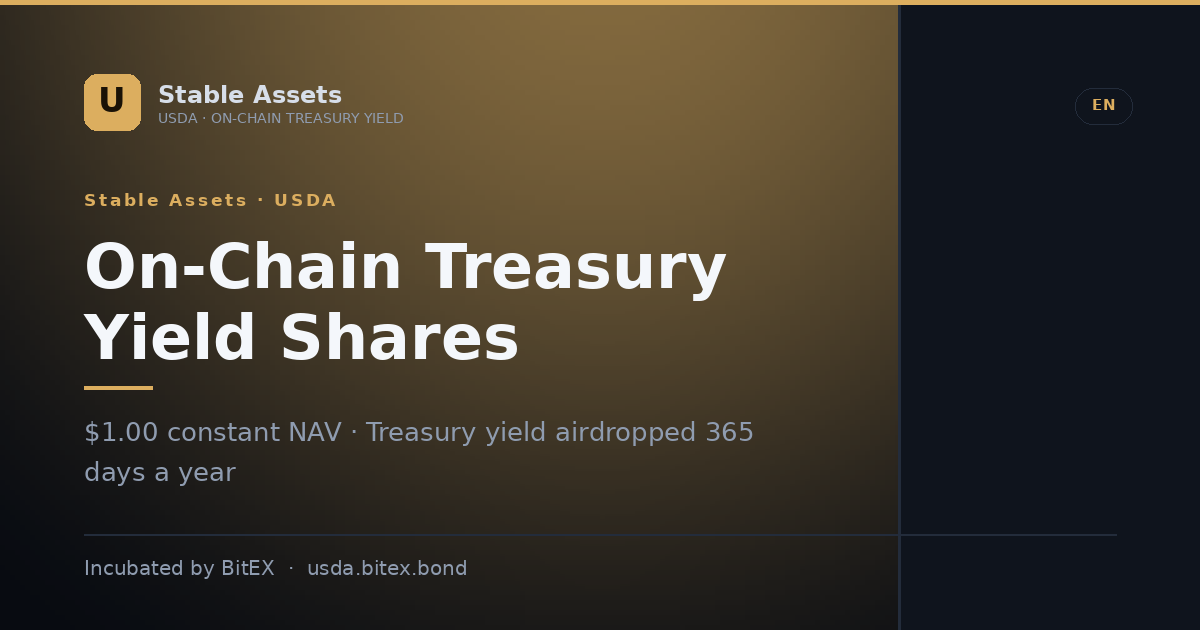 U
Stable Assets
USDA · ON-CHAIN TREASURY YIELD
EN
Stable Assets · USDA
On-Chain Treasury
Yield Shares
$1.00 constant NAV · Treasury yield airdropped 365
days a year
Incubated by BitEX · usda.bitex.bond